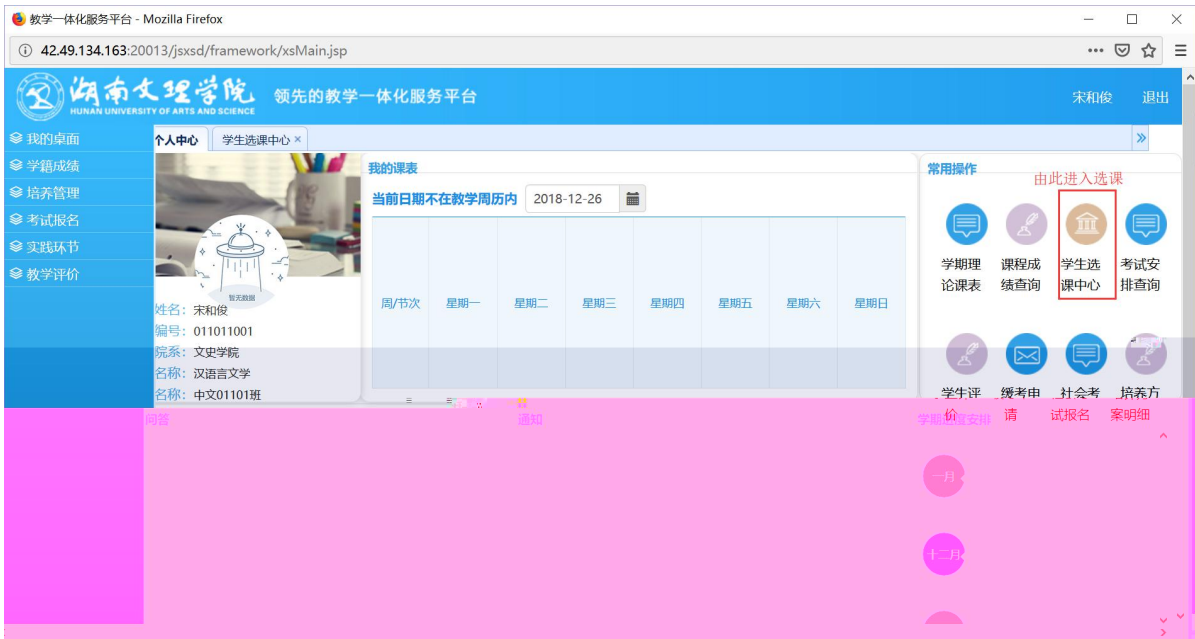 教学一体化服务平台 - Mozilla Firefox
42.49.134.163:20013/jsxsd/framework/xsMain.jsp
湖南文理学院
HUNAN UNIVERSITY OF ARTS AND SCIENCE
领先的教学一体化服务平台
宋和俊 退出
我的桌面
学籍成绩
培养管理
考试报名
实践环节
教学评价
个人中心 学生选课中心 ×
暂无数据
姓名: 宋和俊
编号: 011011001
院系: 文史学院
名称: 汉语言文学
名称: 中文01101班
我的课表
当前日期不在教学周历内 2018-12-26
周/节次 星期一 星期二 星期三 星期四 星期五 星期六 星期日
常用操作
由此进入选课
学期理论课表
课程成绩查询
学生选课中心
考试安排查询
学生评价
缓考申请
社会考试报名
培养方案明细
问答
通知
学期进度安排
一月
十二月